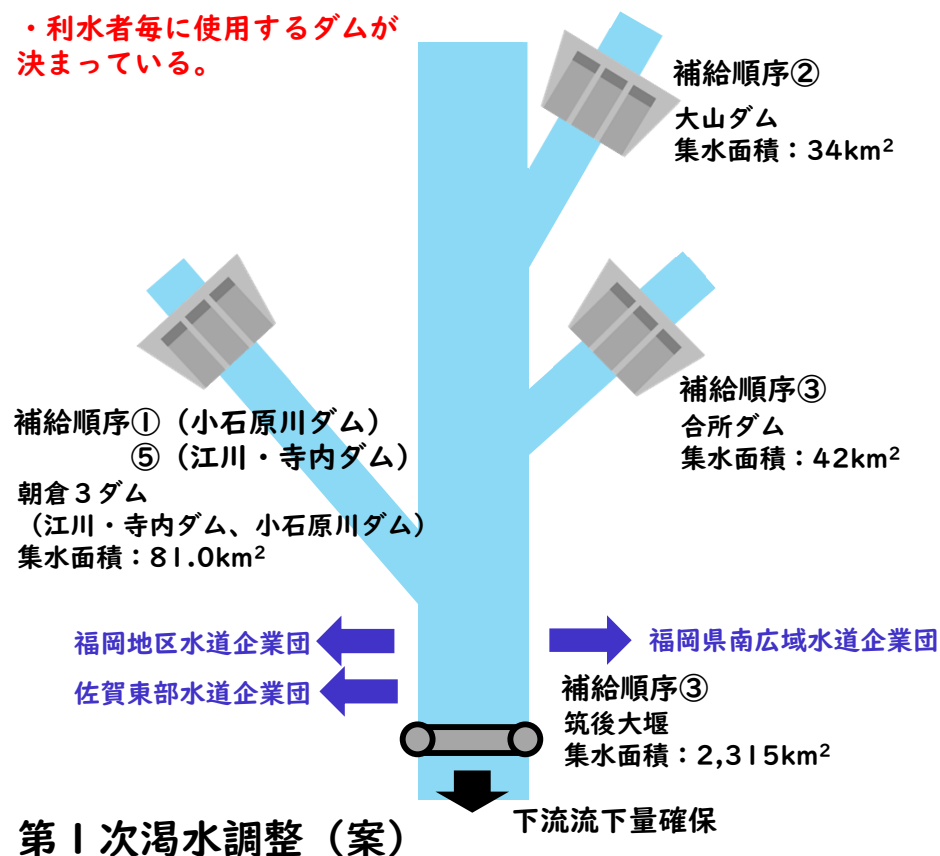 ・利水者毎に使用するダムが
決まっている。
補給順序②
大山ダム
集水面積：34km²
補給順序①（小石原川ダム）
⑤（江川・寺内ダム）
朝倉３ダム
（江川・寺内ダム、小石原川ダム）
集水面積：81.0km²
補給順序③
合所ダム
集水面積：42km²
福岡地区水道企業団
佐賀東部水道企業団
福岡県南広域水道企業団
補給順序③
筑後大堰
集水面積：2,315km²
下流流下量確保
第１次渇水調整（案）